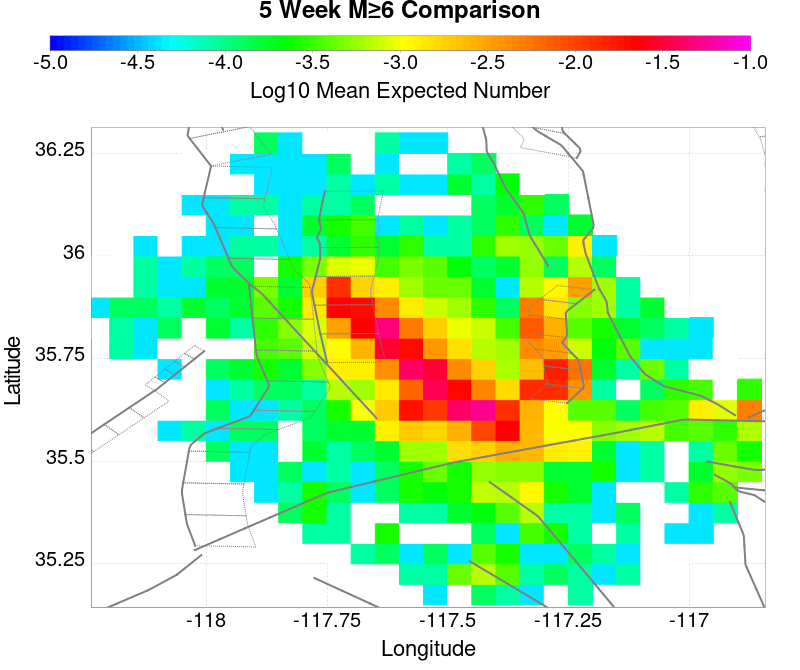 5 Week M≥6 Comparison
-5.0 -4.5 -4.0 -3.5 -3.0 -2.5 -2.0 -1.5 -1.0
Log10 Mean Expected Number
36.25
36
35.75
35.5
35.25
Latitude
-118 -117.75 -117.5 -117.25 -117
Longitude